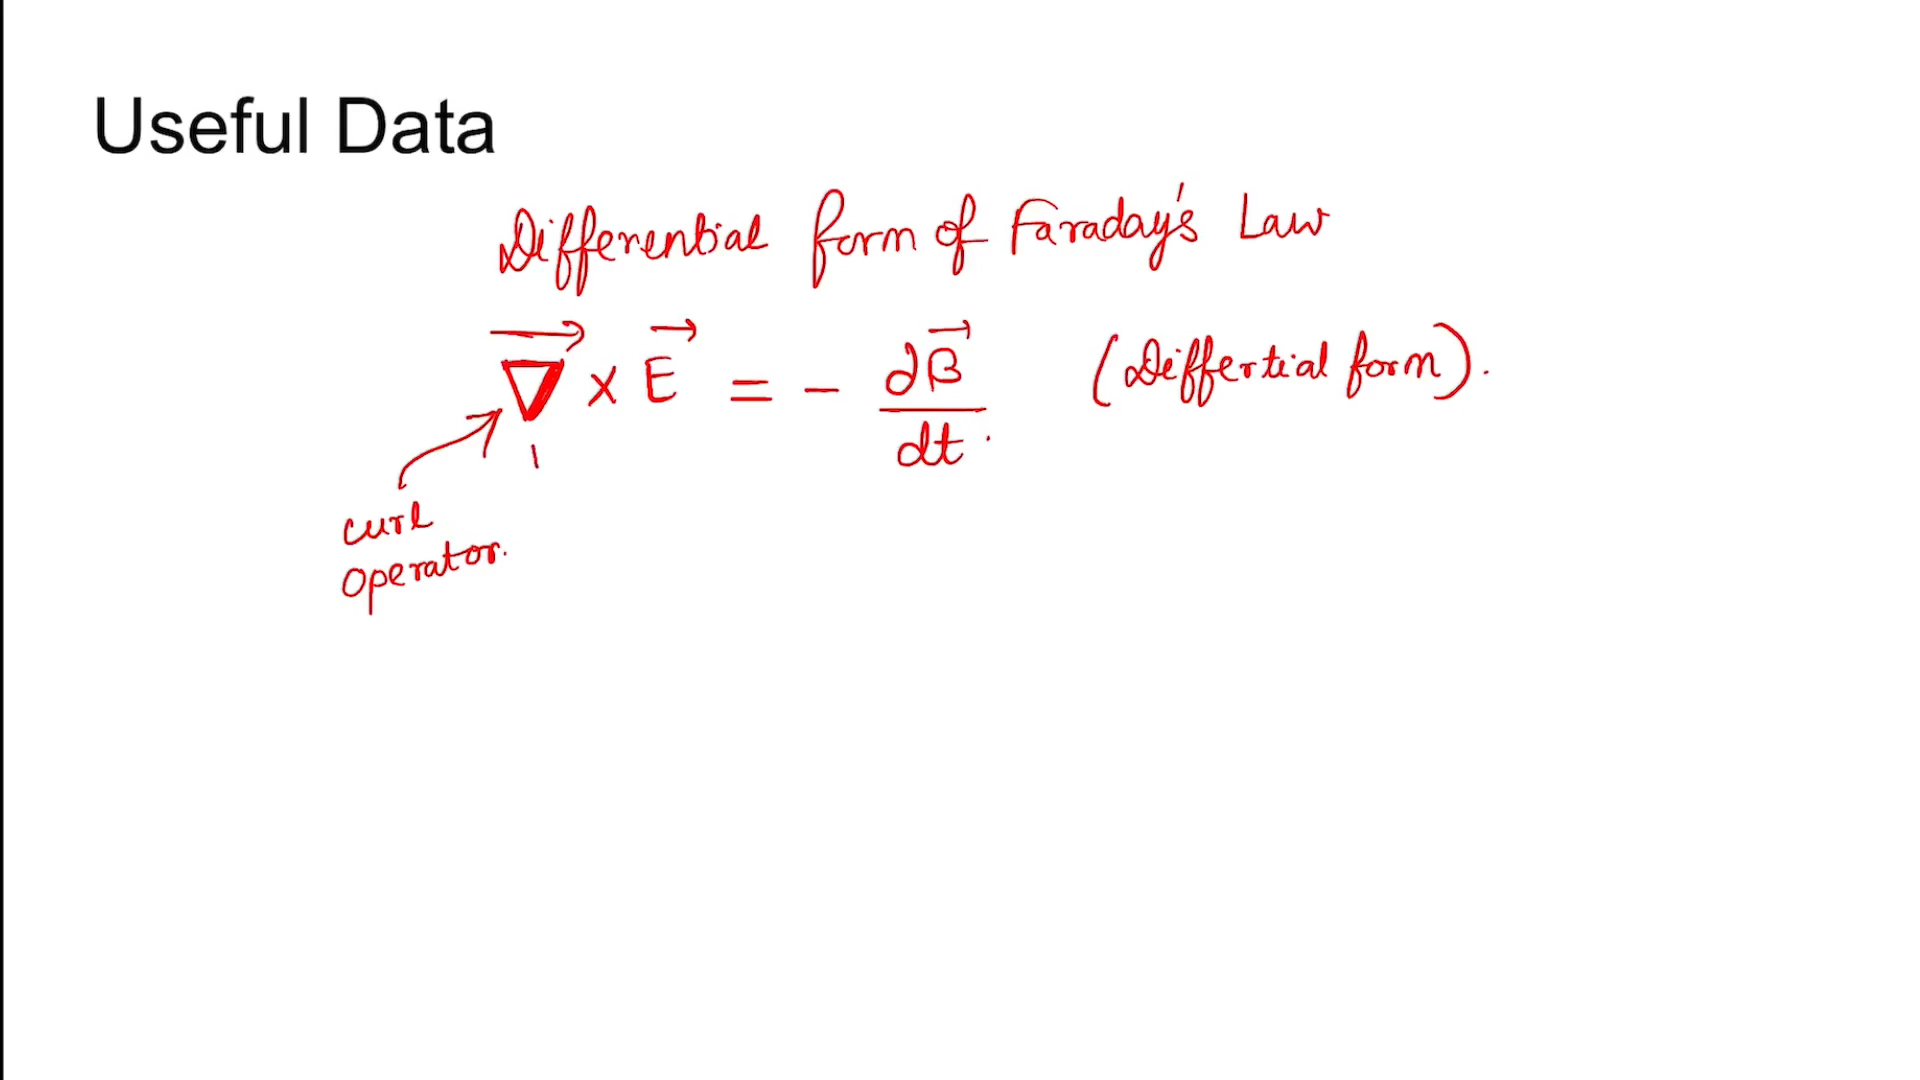 Useful Data
Differential form of Faraday's Law
∇⃗ × E⃗ = - ∂B⃗/dt (Differtial form).
curl
operator.